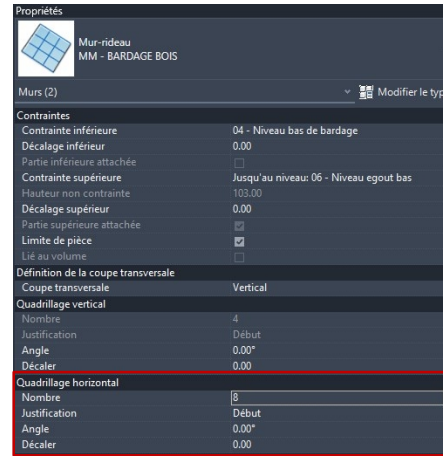 Propriétés
Mur-rideau
MM - BARDAGE BOIS
Murs (2) Modifier le typ
Contraintes
Contrainte inférieure 04 - Niveau bas de bardage
Décalage inférieur 0.00
Partie inférieure attachée
Contrainte supérieure Jusqu'au niveau: 06 - Niveau egout bas
Hauteur non contrainte 103.00
Décalage supérieur 0.00
Partie supérieure attachée
Limite de pièce
Lié au volume
Définition de la coupe transversale
Coupe transversale Vertical
Quadrillage vertical
Nombre 4
Justification Début
Angle 0.00°
Décaler 0.00
Quadrillage horizontal
Nombre 8
Justification Début
Angle 0.00°
Décaler 0.00